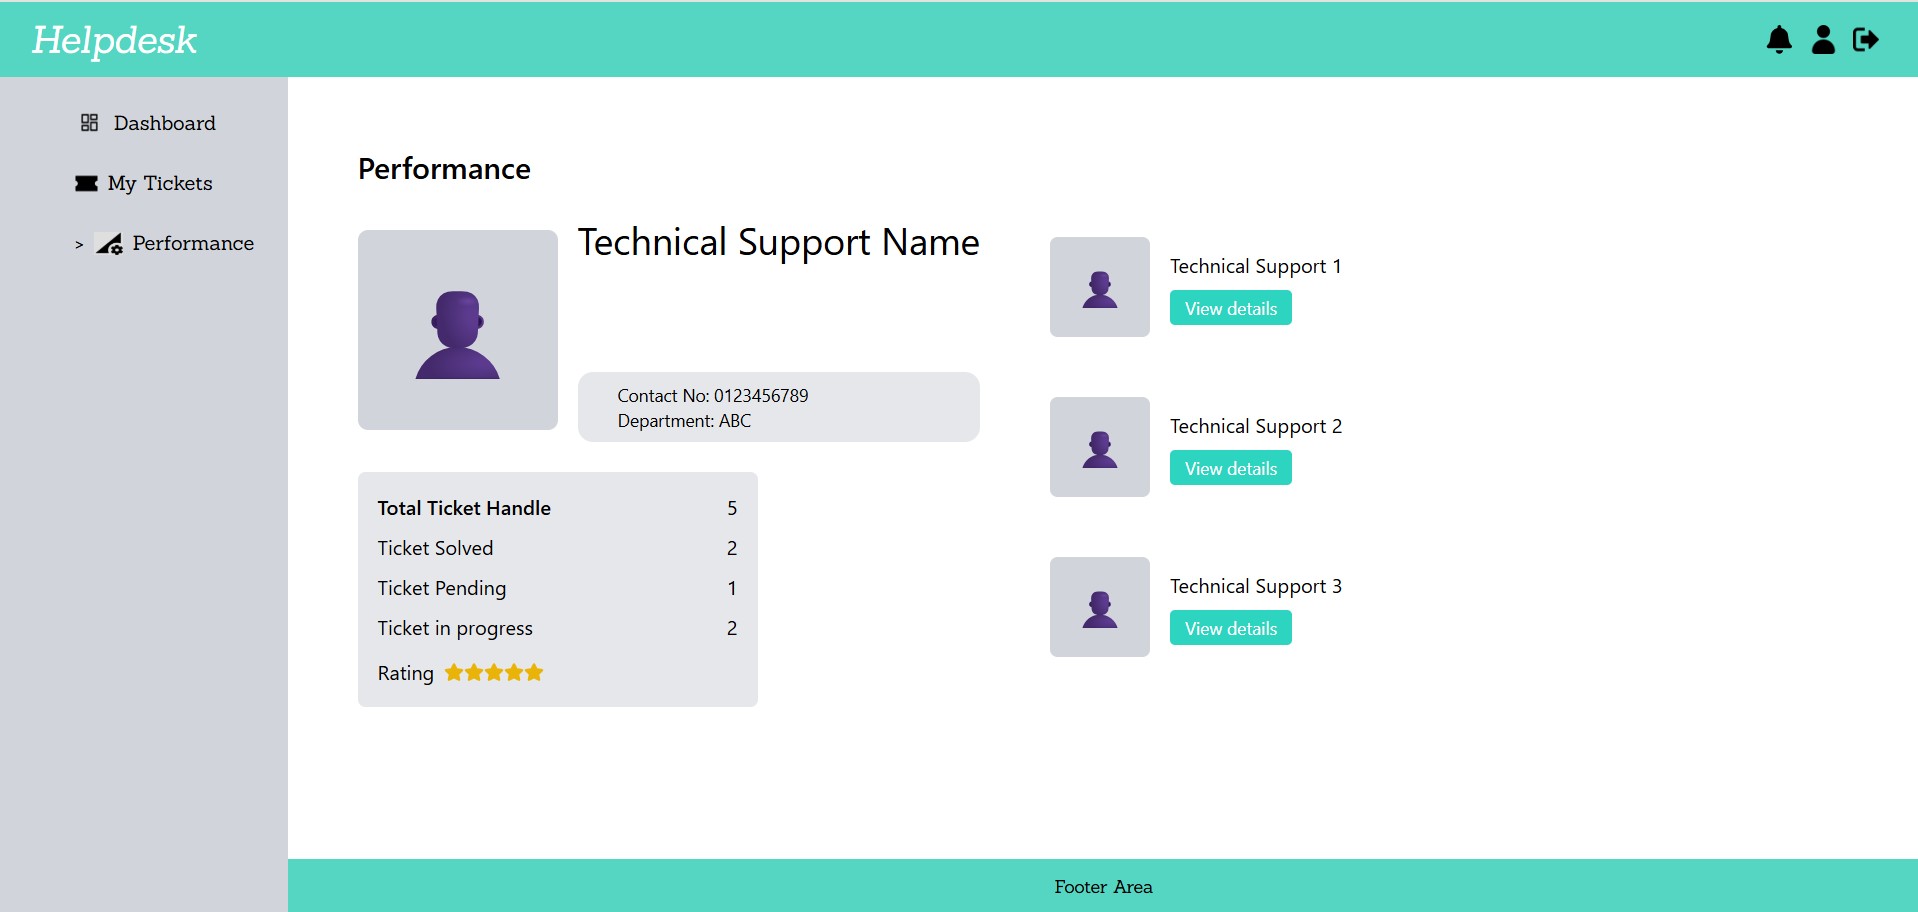 Helpdesk
Dashboard
My Tickets
> Performance
Performance
Technical Support Name
Contact No: 0123456789
Department: ABC
Total Ticket Handle 5
Ticket Solved 2
Ticket Pending 1
Ticket in progress 2
Rating
Technical Support 1
View details
Technical Support 2
View details
Technical Support 3
View details
Footer Area